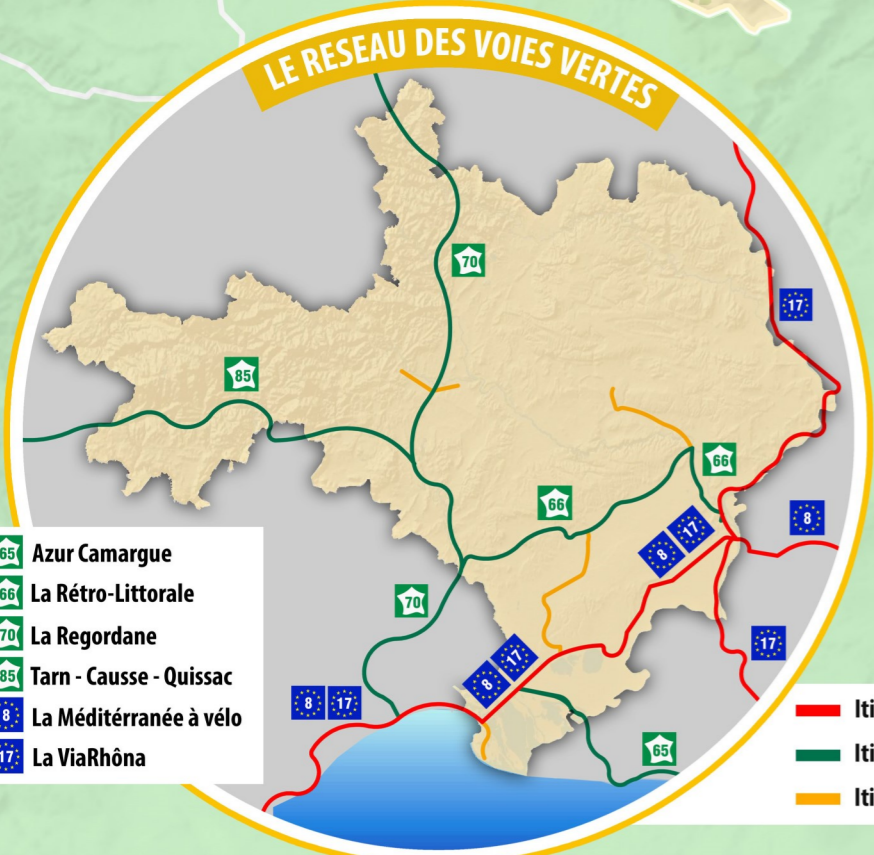 LE RESEAU DES VOIES VERTES
70
17
85
66
66
8 17
8
70
8 17
17
8 17
65
65 Azur Camargue
66 La Rétro-Littorale
70 La Regordane
85 Tarn - Causse - Quissac
8 La Méditérranée à vélo
17 La ViaRhôna
Iti
Iti
Iti